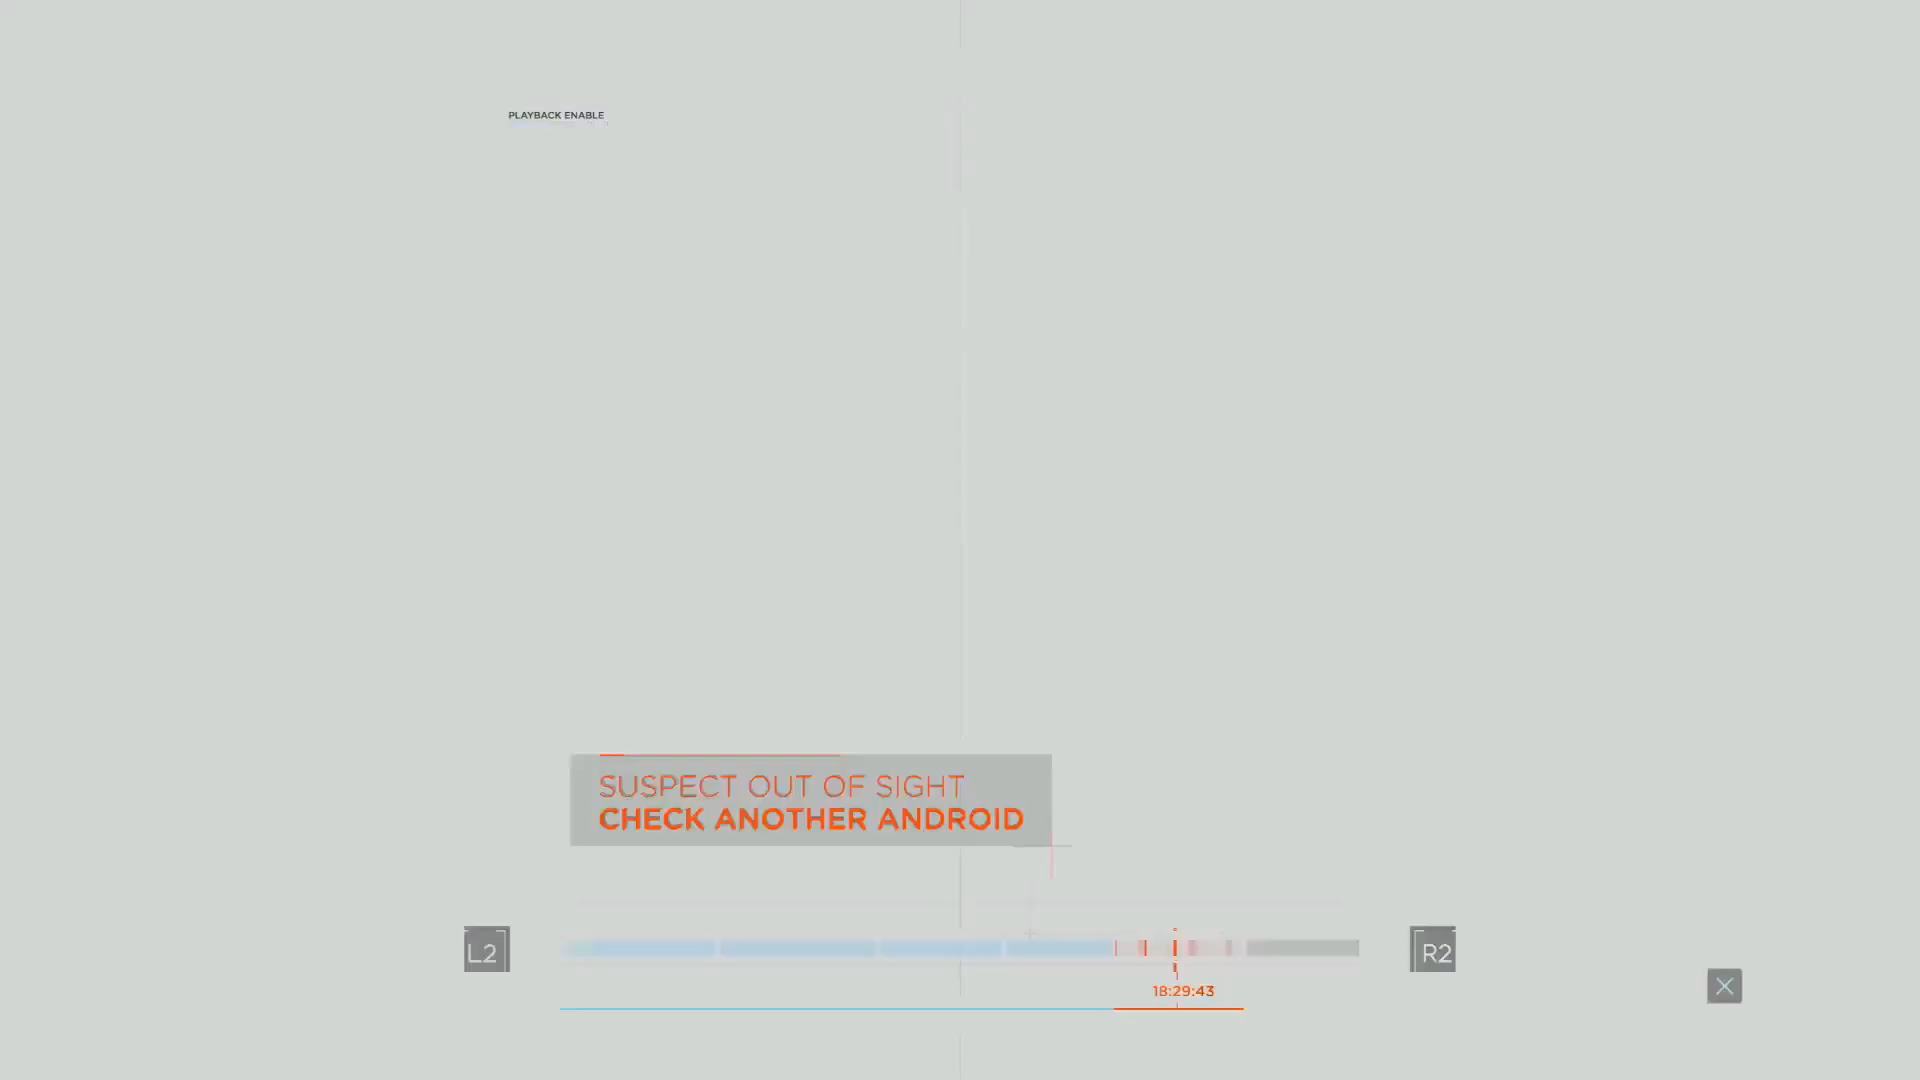 PLAYBACK ENABLE
SUSPECT OUT OF SIGHT
CHECK ANOTHER ANDROID
L2
R2
18:29:43